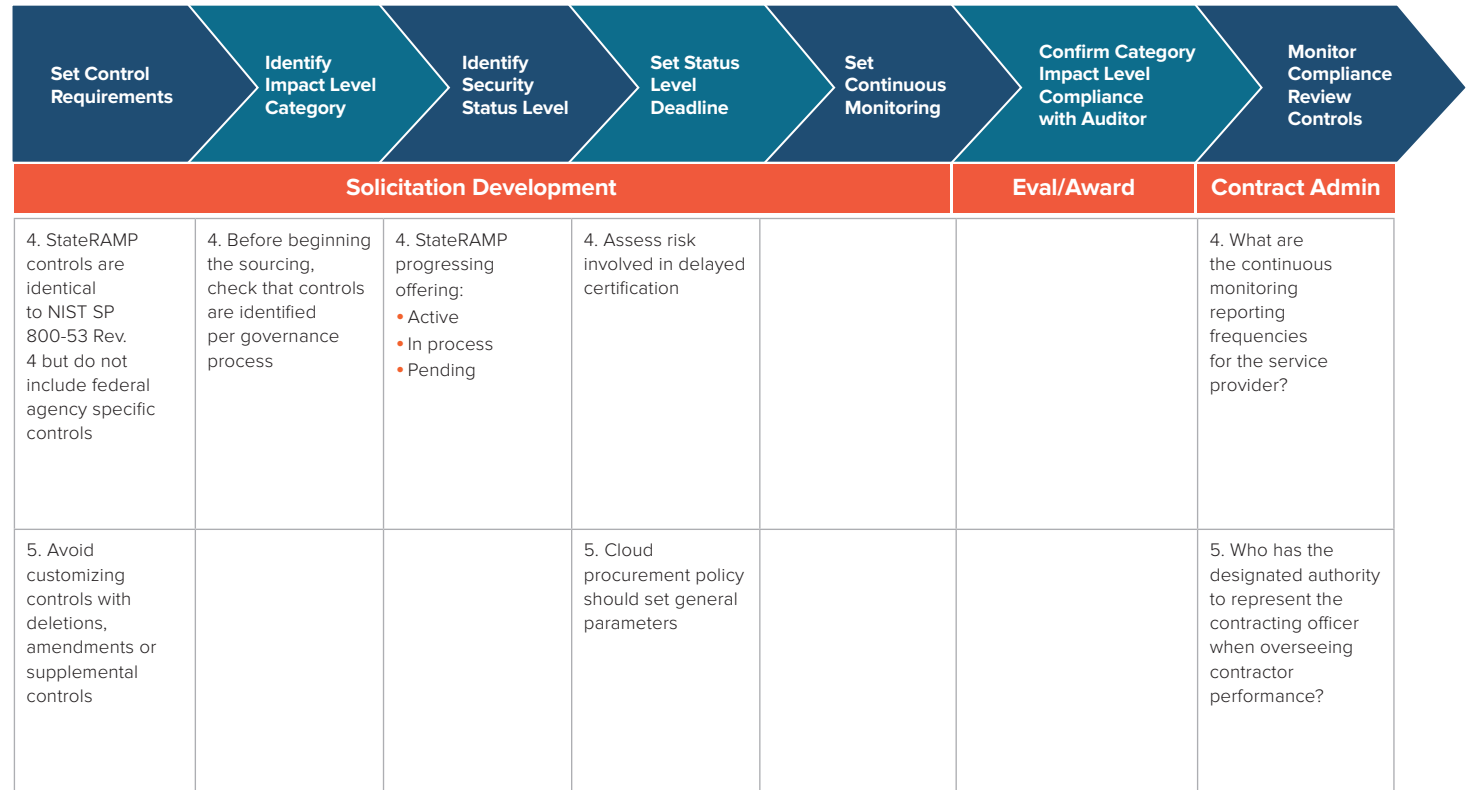 Set Control
Requirements
Identify
Impact Level
Category
Identify
Security
Status Level
Set Status
Level
Deadline
Set
Continuous
Monitoring
Confirm Category
Impact Level
Compliance
with Auditor
Monitor
Compliance
Review
Controls
Solicitation Development
Eval/Award
Contract Admin
4. StateRAMP
controls are
identical
to NIST SP
800-53 Rev.
4 but do not
include federal
agency specific
controls
4. Before beginning
the sourcing,
check that controls
are identified
per governance
process
4. StateRAMP
progressing
offering:
• Active
• In process
• Pending
4. Assess risk
involved in delayed
certification
4. What are
the continuous
monitoring
reporting
frequencies
for the service
provider?
5. Avoid
customizing
controls with
deletions,
amendments or
supplemental
controls
5. Cloud
procurement policy
should set general
parameters
5. Who has the
designated authority
to represent the
contracting officer
when overseeing
contractor
performance?